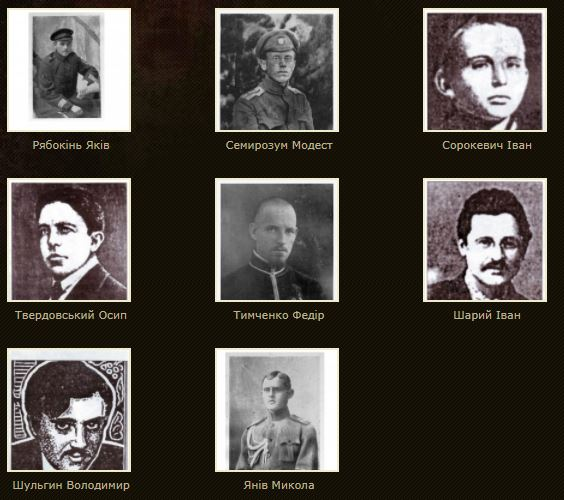 Рябокінь Яків
Семирозум Модест
Сорокевич Іван
Твердовський Осип
Тимченко Федір
Шарий Іван
Шульгин Володимир
Янів Микола